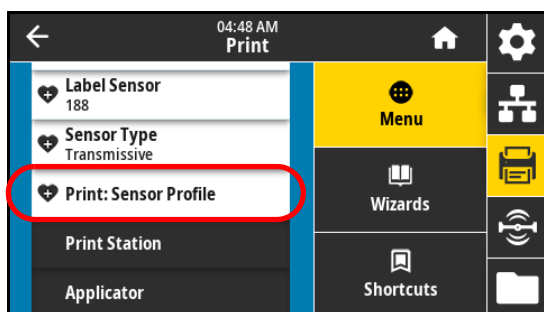 04:48 AM
Print
Label Sensor
188
Sensor Type
Transmissive
Print: Sensor Profile
Print Station
Applicator
Menu
Wizards
Shortcuts